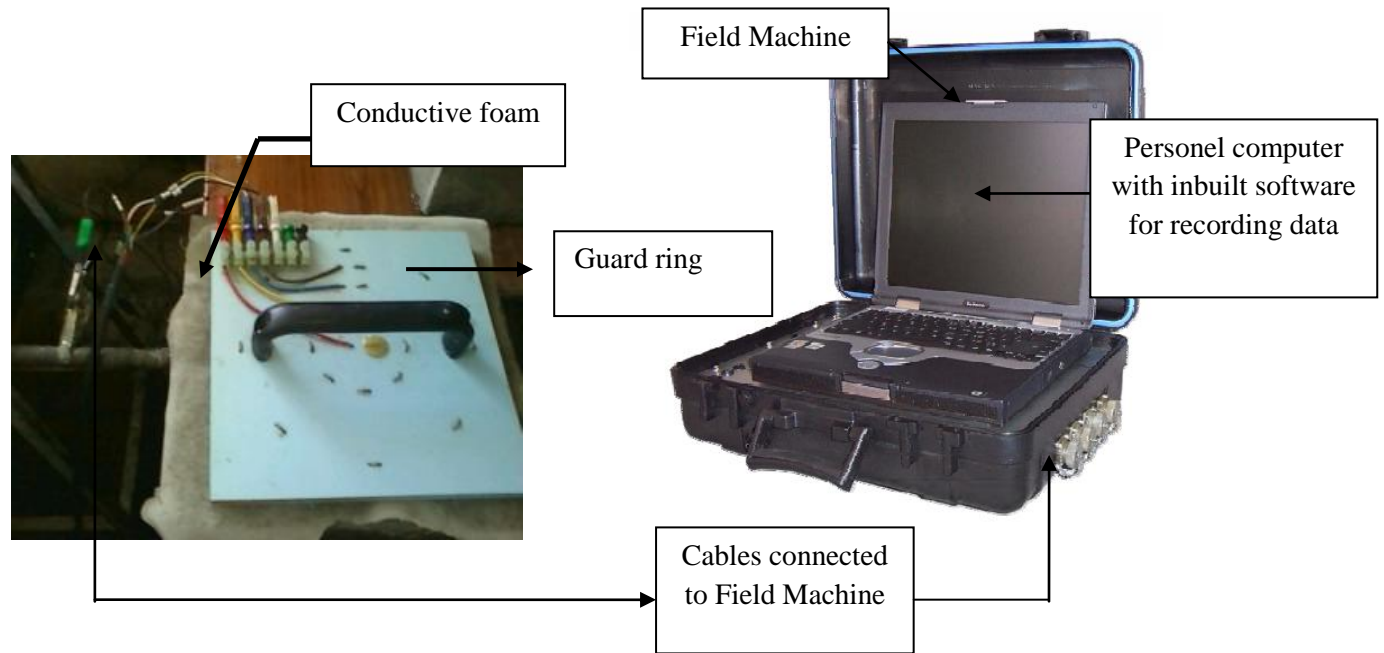 Field Machine
Conductive foam
Personel computer
with inbuilt software
for recording data
Guard ring
Cables connected
to Field Machine